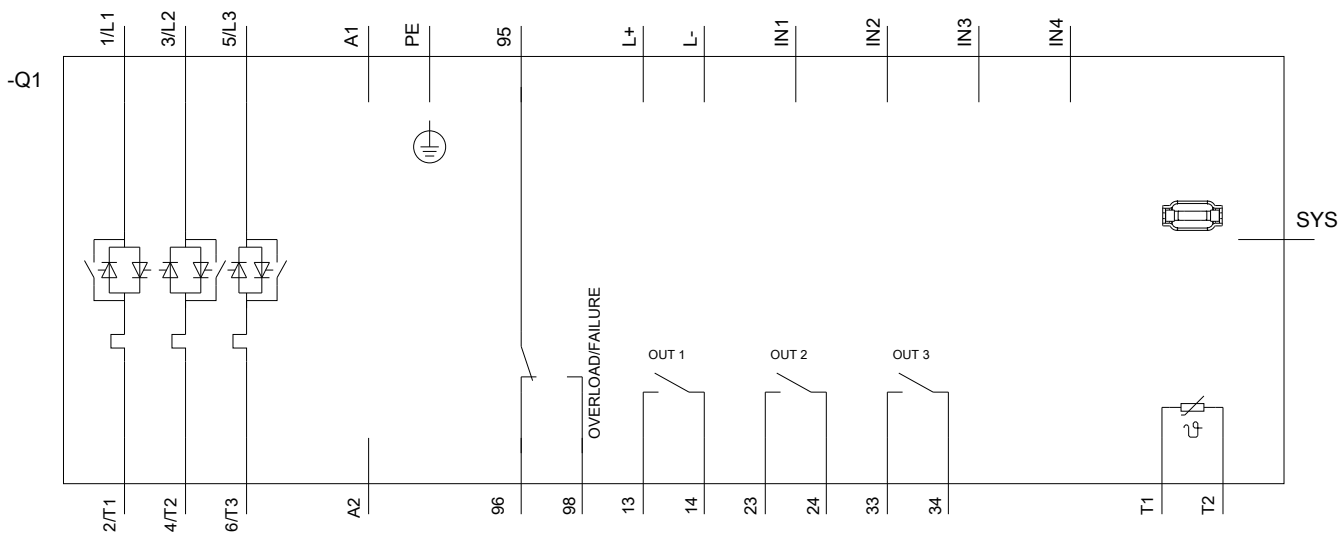 1/L1
3/L2
5/L3
A1
PE
95
L+
L-
IN1
IN2
IN3
IN4
-Q1
SYS
OVERLOAD/FAILURE
OUT 1
OUT 2
OUT 3
ϑ
2/T1
4/T2
6/T3
A2
96
98
13
14
23
24
33
34
T1
T2